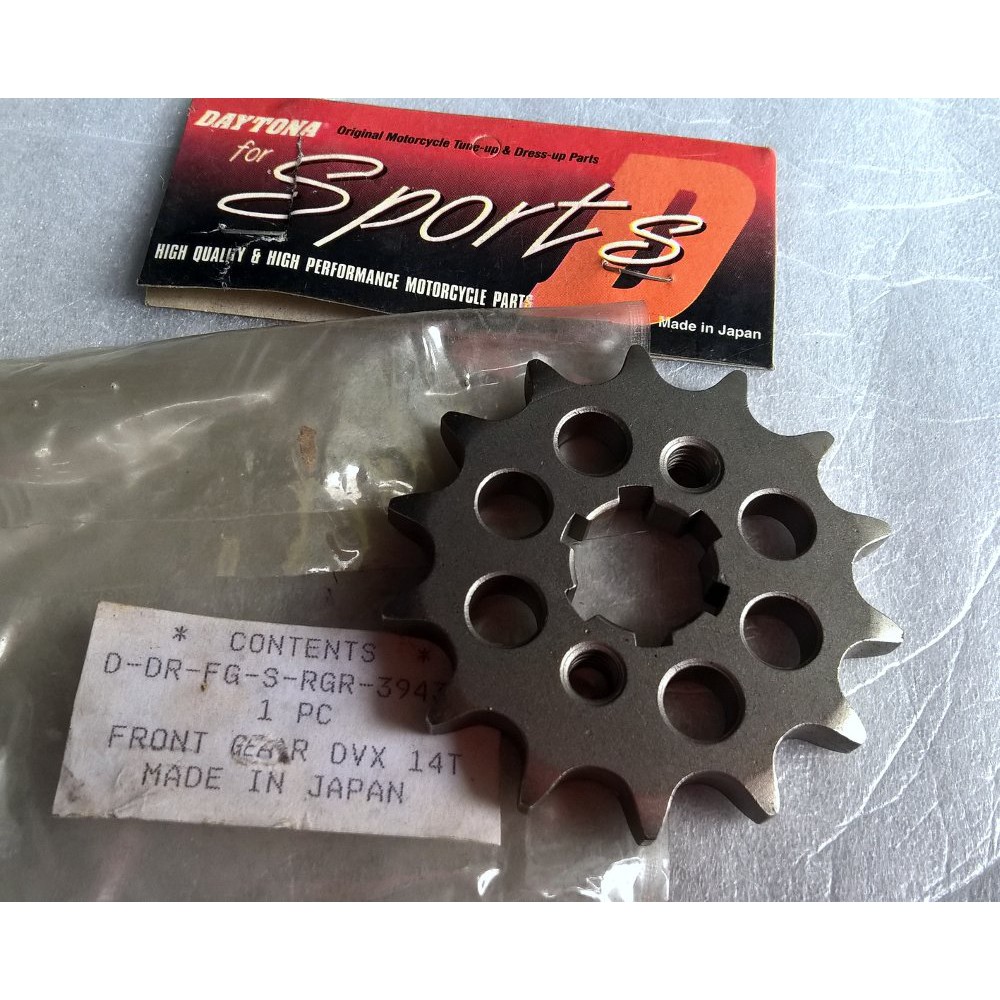 DAYTONA Original Motorcycle Tune-up & Dress-up Parts
for
Sports
D
HIGH QUALITY & HIGH PERFORMANCE MOTORCYCLE PARTS
Made in Japan
* CONTENTS *
D-DR-FG-S-RGR-3943
1 PC
FRONT GEAR DVX 14T
MADE IN JAPAN